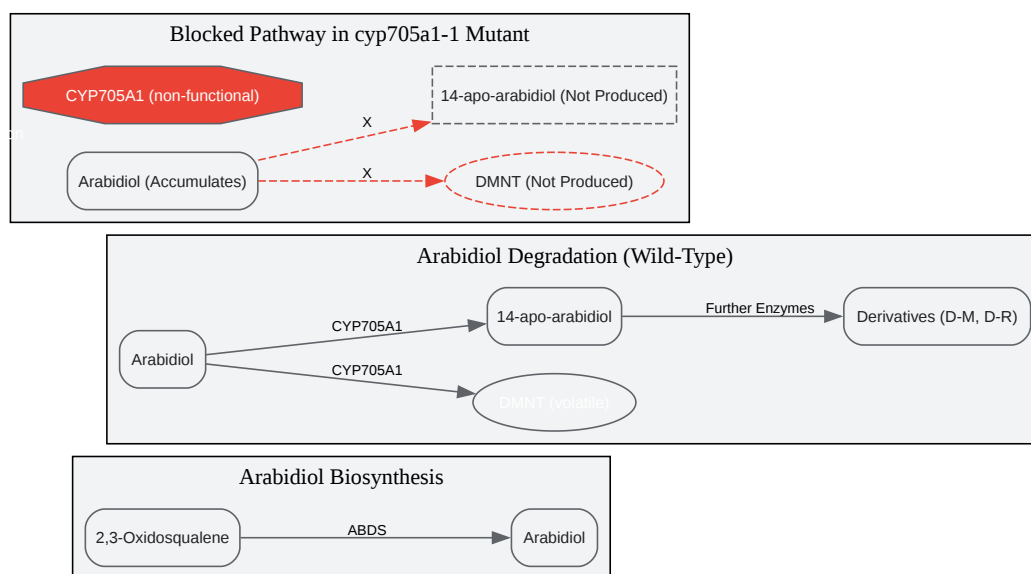 Blocked Pathway in cyp705a1-1 Mutant
CYP705A1 (non-functional)
14-apo-arabidiol (Not Produced)
X
Arabidiol (Accumulates)
X
DMNT (Not Produced)
Arabidiol Degradation (Wild-Type)
Arabidiol
CYP705A1
14-apo-arabidiol
Further Enzymes
Derivatives (D-M, D-R)
CYP705A1
DMNT (volatile)
Arabidiol Biosynthesis
2,3-Oxidosqualene
ABDS
Arabidiol